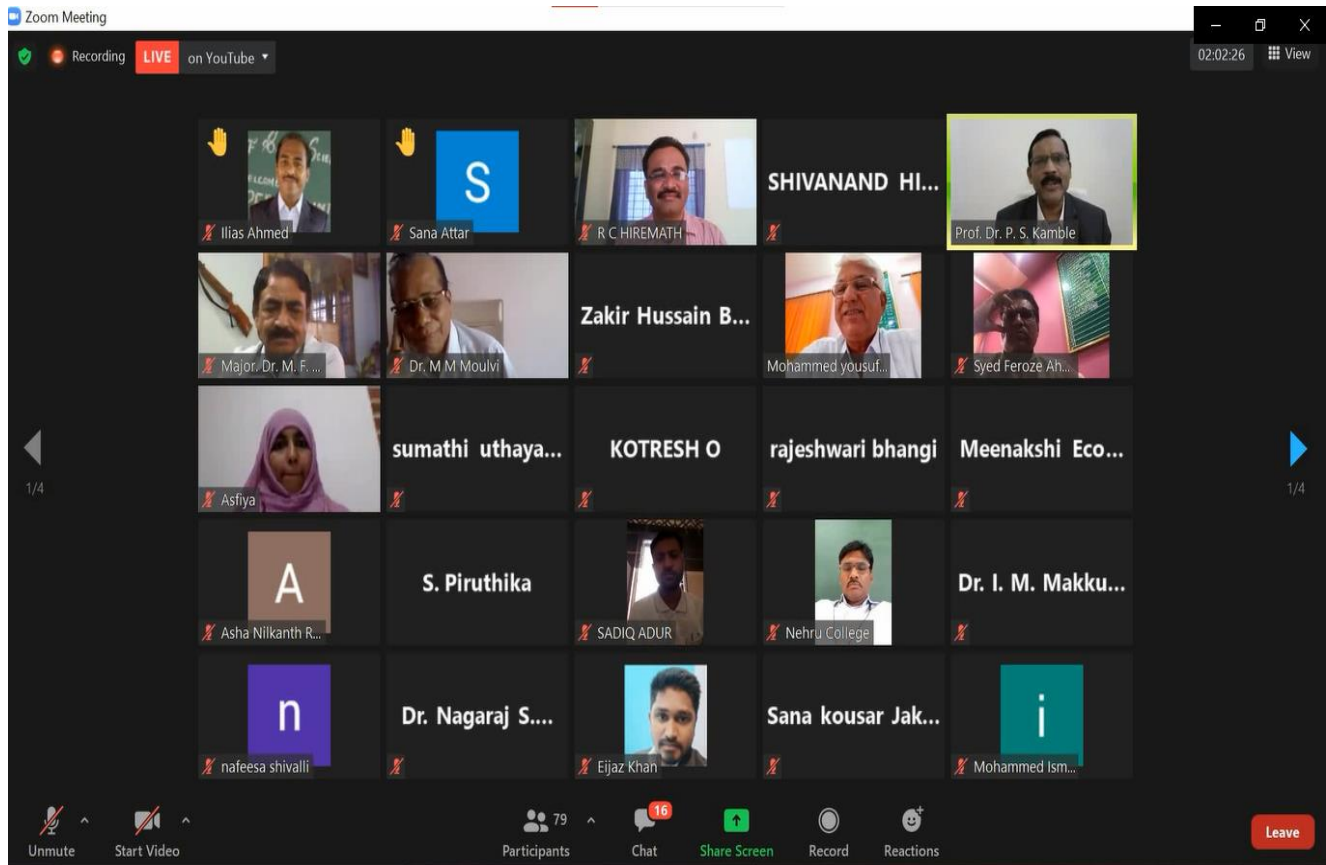 Zoom Meeting
Recording LIVE on YouTube
02:02:26 View
S
SHIVANAND HI...
Ilias Ahmed
Sana Attar
R C HIREMATH
Prof. Dr. P. S. Kamble
Zakir Hussain B...
Major. Dr. M. F. ...
Dr. M M Moulvi
Mohammed yousuf...
Syed Feroze Ah...
sumathi uthaya...
KOTRESH O
rajeshwari bhangi
Meenakshi Eco...
Asfiya
1/4
1/4
A
S. Piruthika
Dr. I. M. Makku...
Asha Nilkanth R...
SADIQ ADUR
Nehru College
n
Dr. Nagaraj S....
Sana kousar Jak...
i
nafeesa shivalli
Eijaz Khan
Mohammed Ism...
79
16
Unmute
Start Video
Participants
Chat
Share Screen
Record
Reactions
Leave